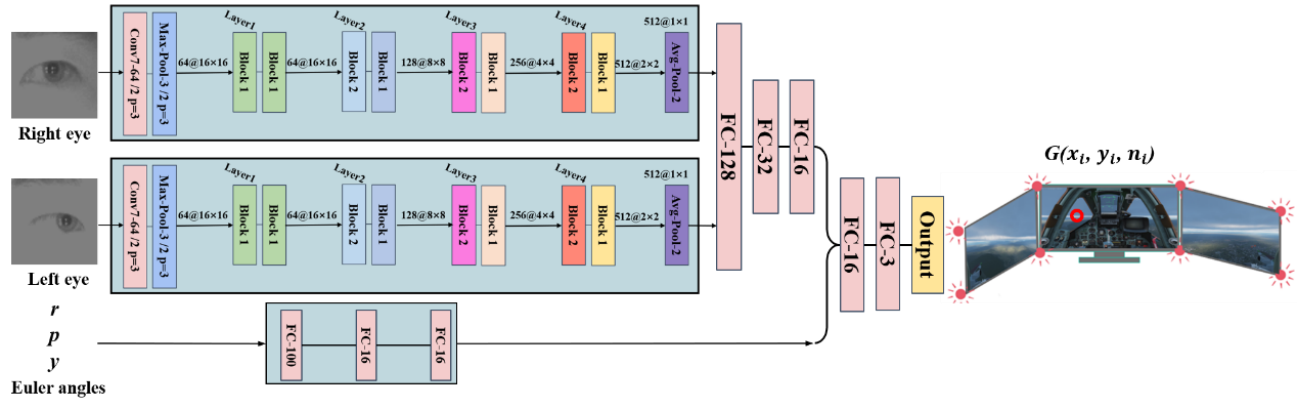 Right eye
Conv7-64 /2 p=3
Max-Pool-3 /2 p=3
64@16×16
Layer1
Block 1
Block 1
64@16×16
Layer2
Block 2
Block 1
128@8×8
Layer3
Block 2
Block 1
256@4×4
Layer4
Block 2
Block 1
512@2×2
512@1×1
Avg-Pool-2
Left eye
Conv7-64 /2 p=3
Max-Pool-3 /2 p=3
64@16×16
Layer1
Block 1
Block 1
64@16×16
Layer2
Block 2
Block 1
128@8×8
Layer3
Block 2
Block 1
256@4×4
Layer4
Block 2
Block 1
512@2×2
512@1×1
Avg-Pool-2
r
p
y
Euler angles
FC-100
FC-16
FC-16
FC-128
FC-32
FC-16
FC-16
FC-3
Output
G(x_i, y_i, n_i)